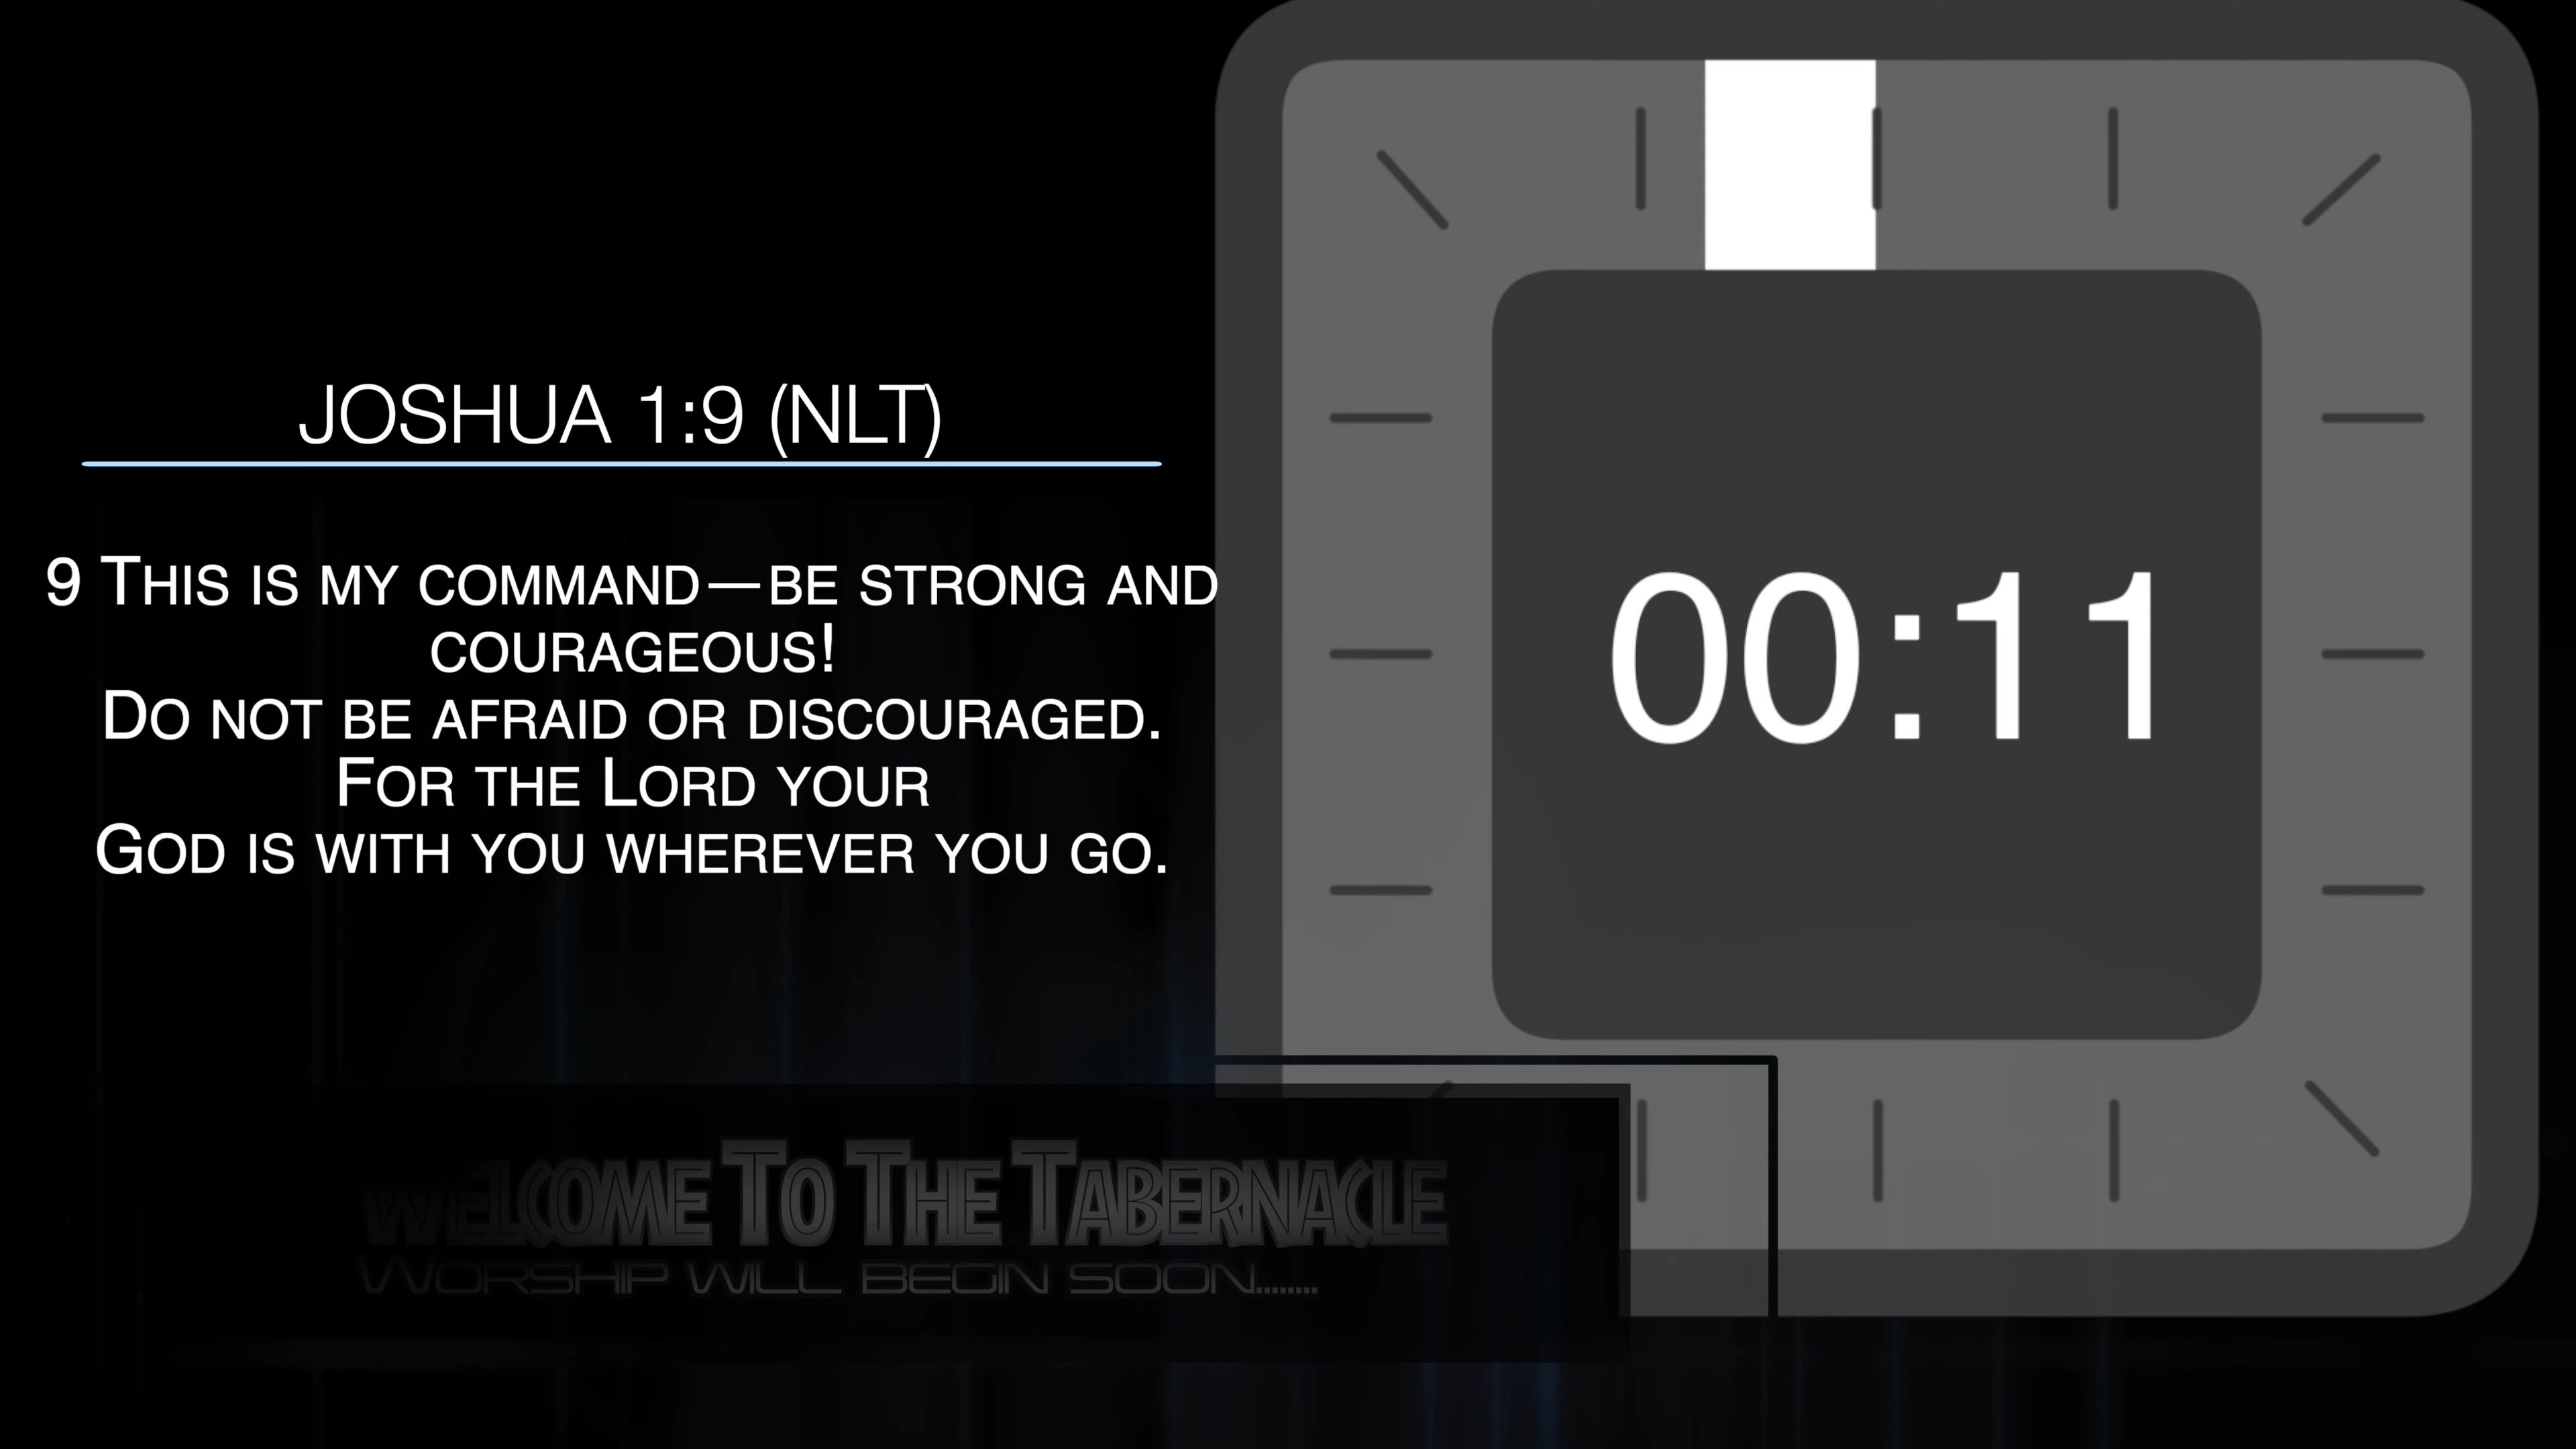 JOSHUA 1:9 (NLT)
9 This is my command—be strong and
courageous!
Do not be afraid or discouraged.
For the Lord your
God is with you wherever you go.
00:11
Welcome To The Tabernacle
Worship will begin soon........